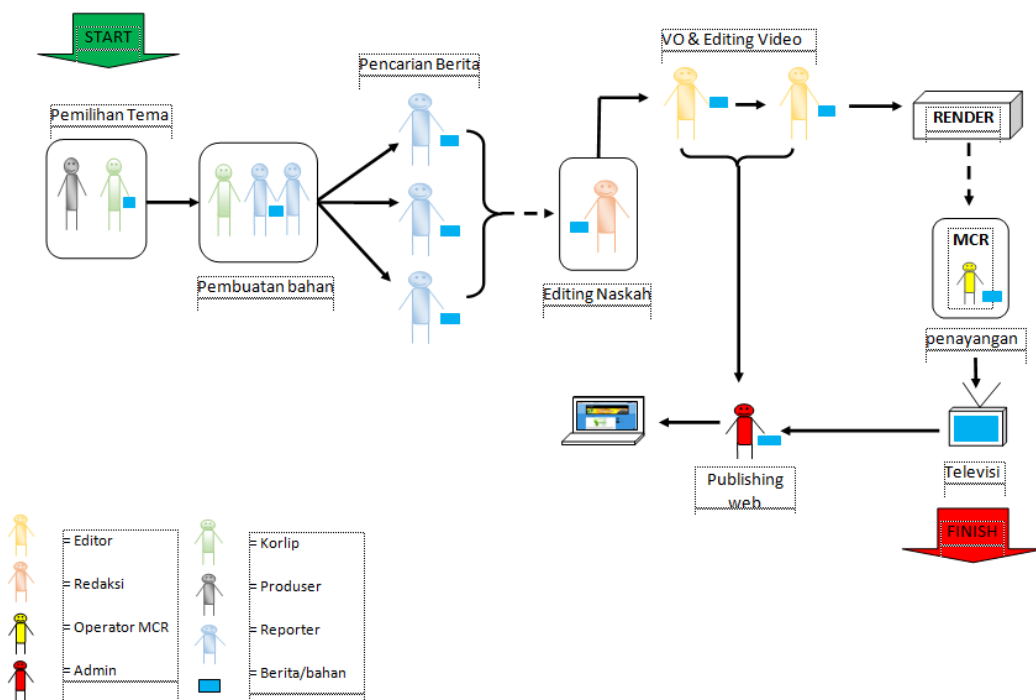 START
Pemilihan Tema
Pembuatan bahan
Pencarian Berita
Editing Naskah
VO & Editing Video
RENDER
MCR
penayangan
Televisi
Publishing
web
FINISH
= Editor
= Redaksi
= Operator MCR
= Admin
= Korlip
= Produser
= Reporter
= Berita/bahan